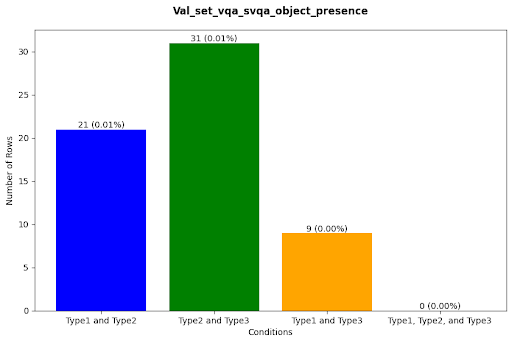 Val_set_vqa_svqa_object_presence
31 (0.01%)
21 (0.01%)
9 (0.00%)
0 (0.00%)
Number of Rows
30
25
20
15
10
5
0
Type1 and Type2
Type2 and Type3
Type1 and Type3
Type1, Type2, and Type3
Conditions